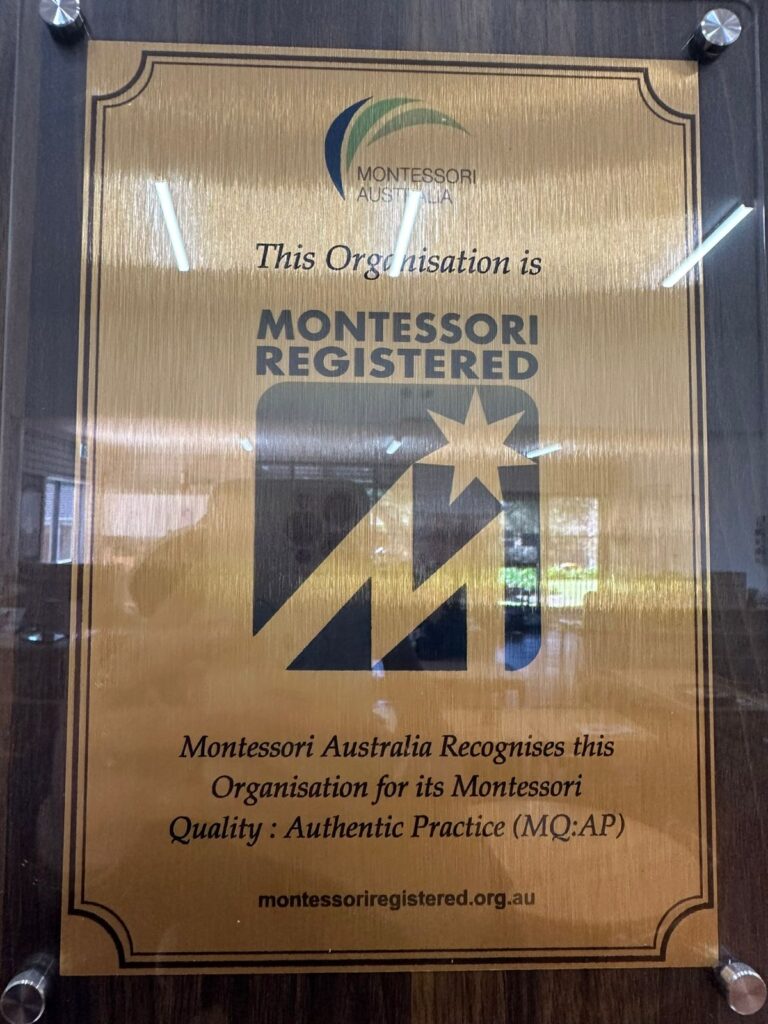 MONTESSORI
AUSTRALIA
This Organisation is
MONTESSORI
REGISTERED
Montessori Australia Recognises this
Organisation for its Montessori
Quality : Authentic Practice (MQ:AP)
montessoriregistered.org.au